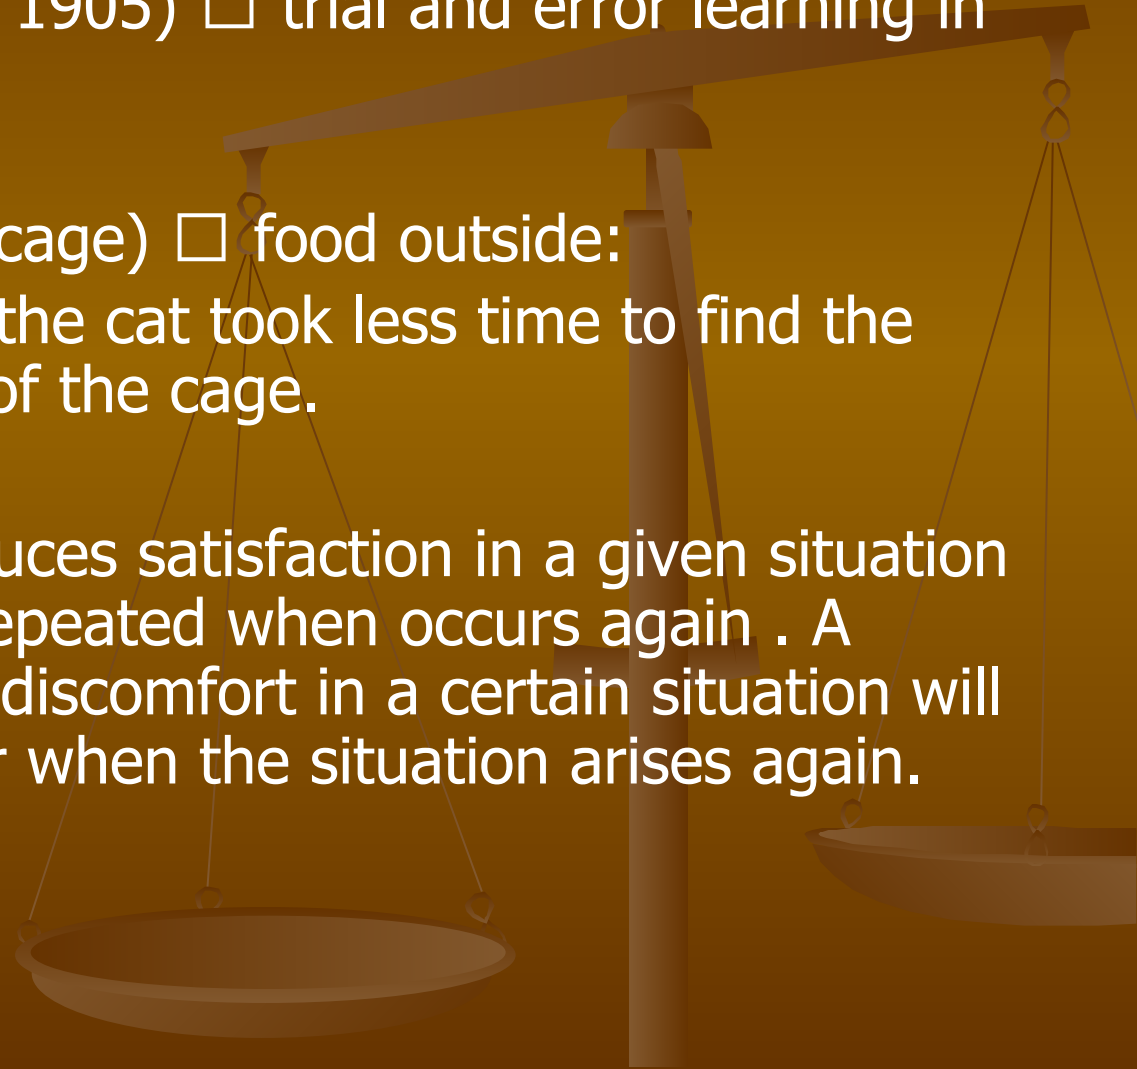 1905) □ trial and error learning in
cage) □ food outside:
the cat took less time to find the
of the cage.
uces satisfaction in a given situation
epeated when occurs again . A
discomfort in a certain situation will
r when the situation arises again.